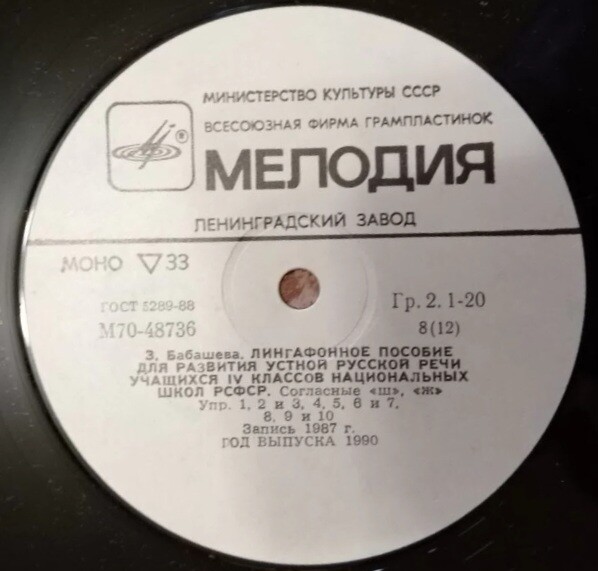 МИНИСТЕРСТВО КУЛЬТУРЫ СССР
ВСЕСОЮЗНАЯ ФИРМА ГРАМПЛАСТИНОК
МЕЛОДИЯ
ЛЕНИНГРАДСКИЙ ЗАВОД
МОНО ▽ 33
ГОСТ 5289-88 Гр. 2. 1-20
М70-48736 8(12)
З. Бабашева. ЛИНГАФОННОЕ ПОСОБИЕ
ДЛЯ РАЗВИТИЯ УСТНОЙ РУССКОЙ РЕЧИ
УЧАЩИХСЯ IV КЛАССОВ НАЦИОНАЛЬНЫХ
ШКОЛ РСФСР. Согласные «ш», «ж»
Упр. 1, 2 и 3, 4, 5, 6 и 7,
8, 9 и 10
Запись 1987 г.
ГОД ВЫПУСКА 1990